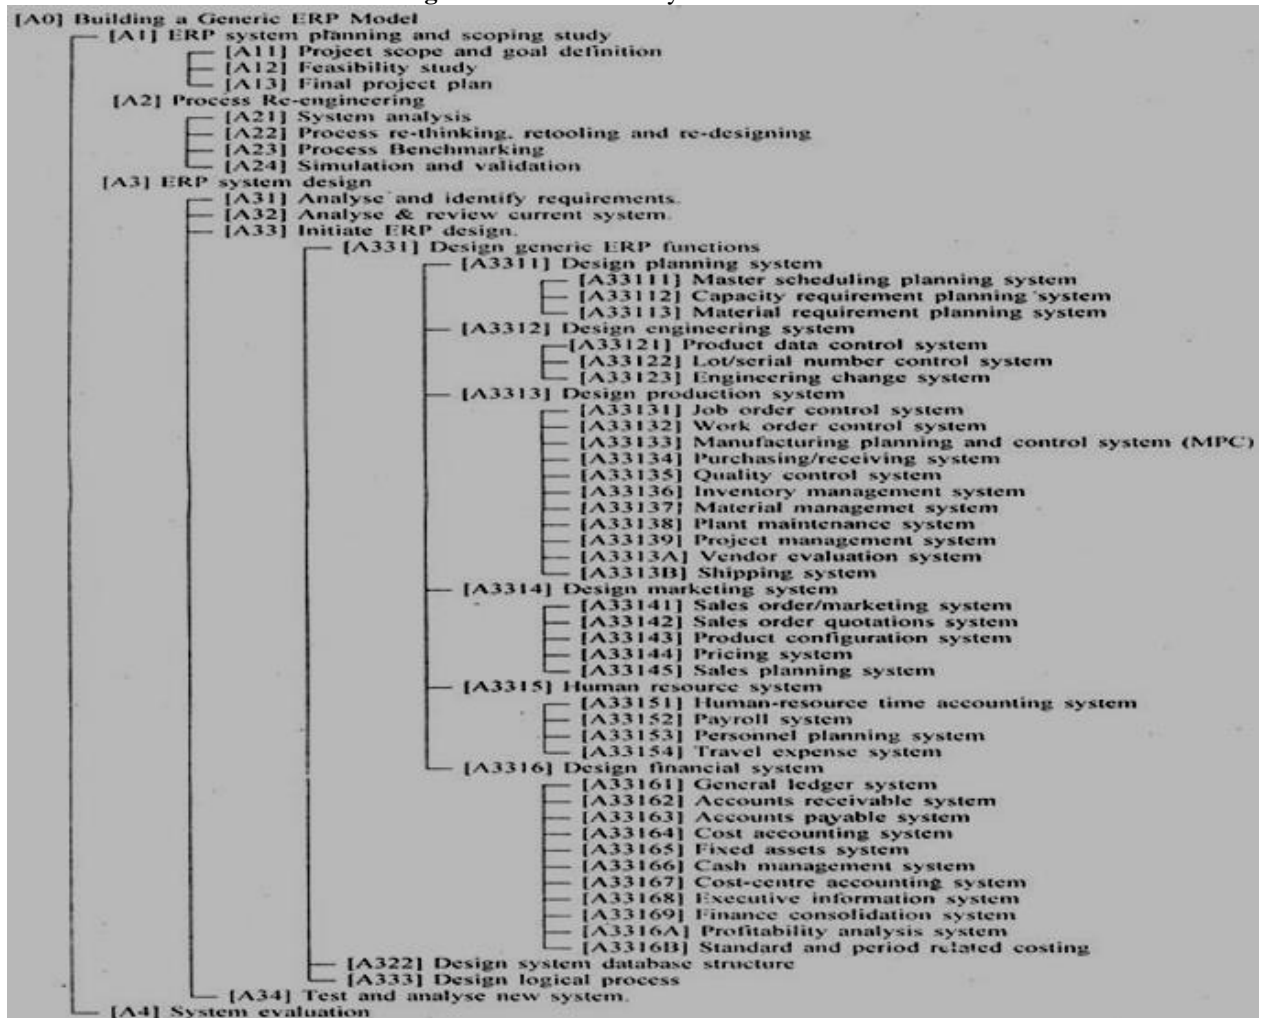 [A0] Building a Generic ERP Model
[A1] ERP system planning and scoping study
[A11] Project scope and goal definition
[A12] Feasibility study
[A13] Final project plan
[A2] Process Re-engineering
[A21] System analysis
[A22] Process re-thinking, retooling and re-designing
[A23] Process Benchmarking
[A24] Simulation and validation
[A3] ERP system design
[A31] Analyse and identify requirements.
[A32] Analyse & review current system.
[A33] Initiate ERP design.
[A331] Design generic ERP functions
[A3311] Design planning system
[A33111] Master scheduling planning system
[A33112] Capacity requirement planning system
[A33113] Material requirement planning system
[A3312] Design engineering system
[A33121] Product data control system
[A33122] Lot/serial number control system
[A33123] Engineering change system
[A3313] Design production system
[A33131] Job order control system
[A33132] Work order control system
[A33133] Manufacturing planning and control system (MPC)
[A33134] Purchasing/receiving system
[A33135] Quality control system
[A33136] Inventory management system
[A33137] Material managemet system
[A33138] Plant maintenance system
[A33139] Project management system
[A3313A] Vendor evaluation system
[A3313B] Shipping system
[A3314] Design marketing system
[A33141] Sales order/marketing system
[A33142] Sales order quotations system
[A33143] Product configuration system
[A33144] Pricing system
[A33145] Sales planning system
[A3315] Human resource system
[A33151] Human-resource time accounting system
[A33152] Payroll system
[A33153] Personnel planning system
[A33154] Travel expense system
[A3316] Design financial system
[A33161] General ledger system
[A33162] Accounts receivable system
[A33163] Accounts payable system
[A33164] Cost accounting system
[A33165] Fixed assets system
[A33166] Cash management system
[A33167] Cost-centre accounting system
[A33168] Executive information system
[A33169] Finance consolidation system
[A3316A] Profitability analysis system
[A3316B] Standard and period related costing
[A322] Design system database structure
[A333] Design logical process
[A34] Test and analyse new system.
[A4] System evaluation